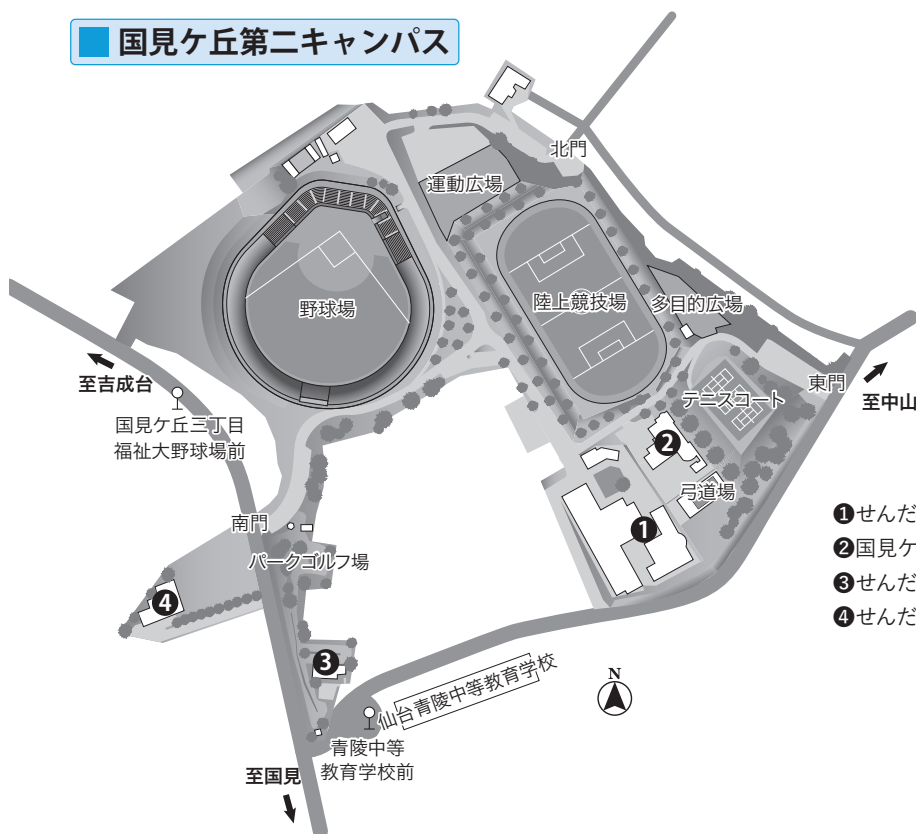 国見ケ丘第二キャンパス
北門
運動広場
野球場
陸上競技場
多目的広場
至吉成台
東門
テニスコート
至中山
国見ケ丘三丁目
福祉大野球場前
❷
弓道場
南門
❶
❶せんだ
❷国見ケ
❸せんだ
❹せんだ
パークゴルフ場
❹
❸
仙台青陵中等教育学校
N
青陵中等
教育学校前
至国見